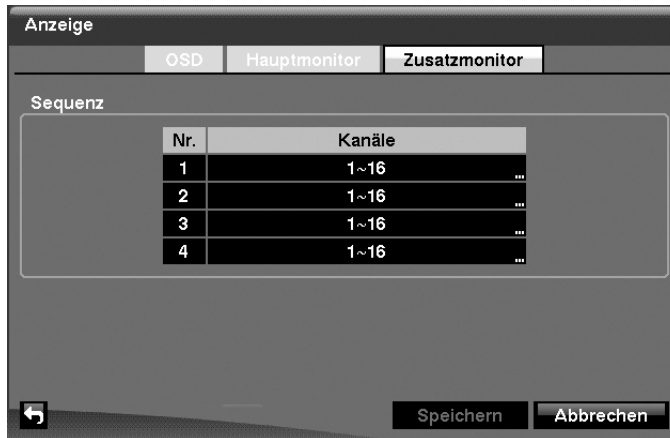 Anzeige
OSD Hauptmonitor Zusatzmonitor
Sequenz
Nr. Kanäle
1 1~16 ...
2 1~16 ...
3 1~16 ...
4 1~16 ...
Speichern Abbrechen